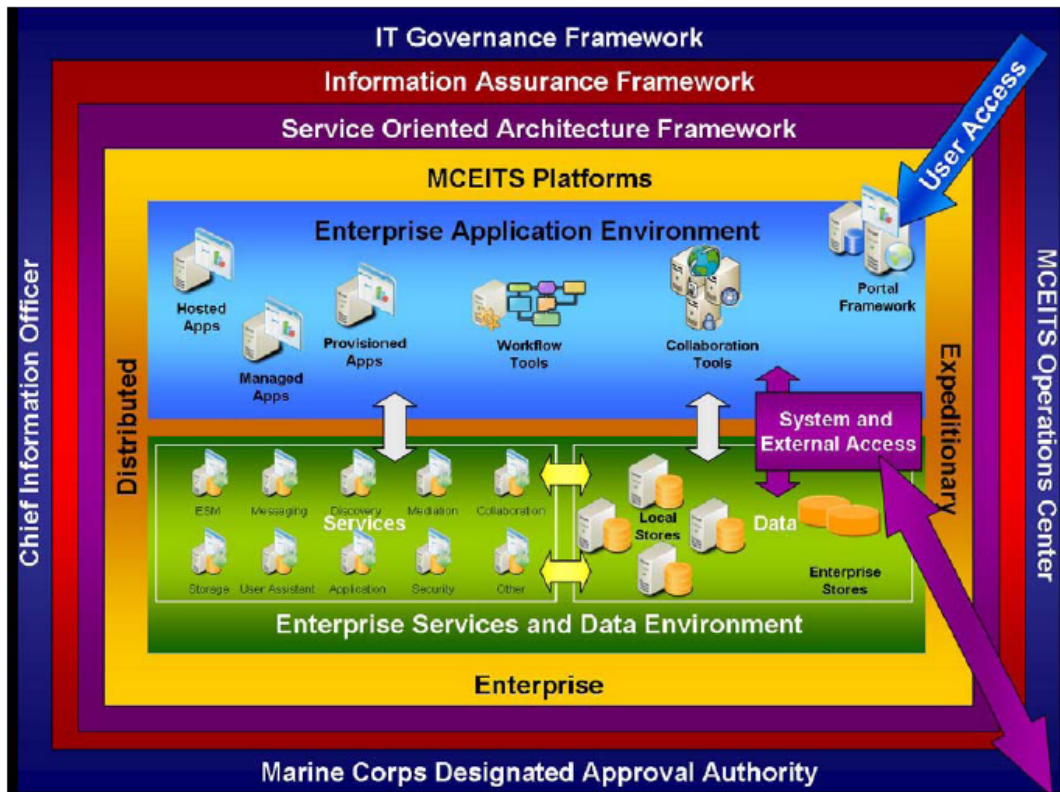 IT Governance Framework
Information Assurance Framework
Service Oriented Architecture Framework
MCEITS Platforms
User Access
Enterprise Application Environment
Hosted
Apps
Managed
Apps
Provisioned
Apps
Workflow
Tools
Collaboration
Tools
Portal
Framework
Chief Information Officer
Distributed
Expeditionary
MCEITS Operations Center
System and
External Access
ESM Messaging Discovery Mediation Collaboration
Services
Storage User Assistant Application Security Other
Local
Stores
Data
Enterprise
Stores
Enterprise Services and Data Environment
Enterprise
Marine Corps Designated Approval Authority